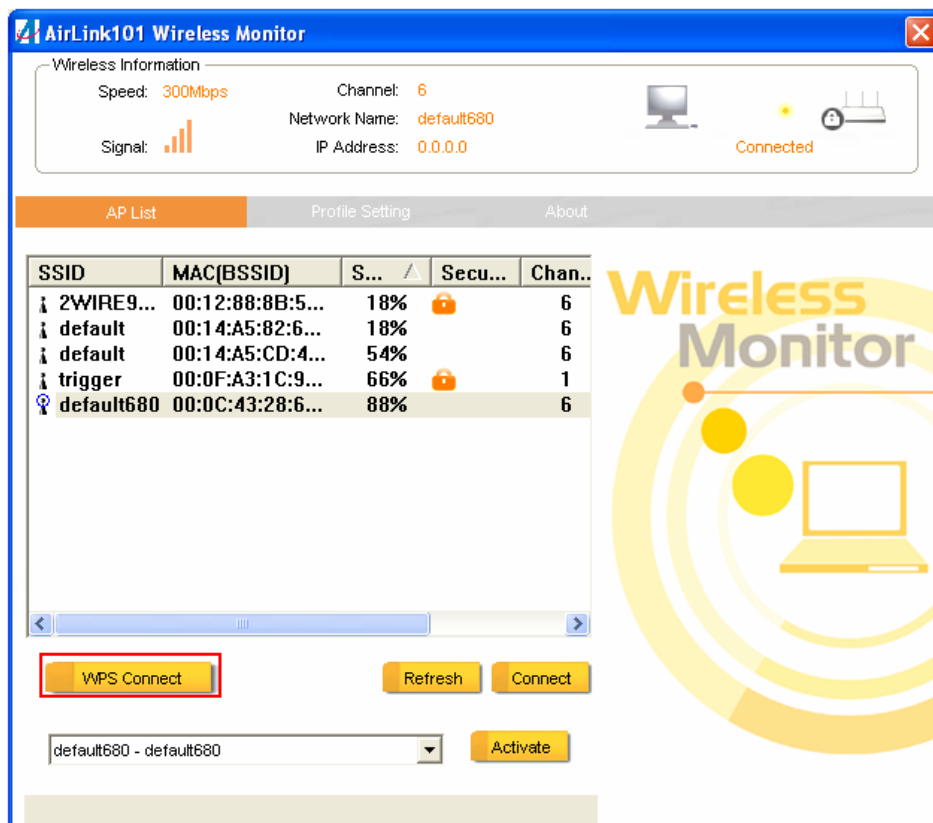 AirLink101 Wireless Monitor
Wireless Information
Speed: 300Mbps
Channel: 6
Network Name: default680
Signal:
IP Address: 0.0.0.0
Connected
AP List
Profile Setting
About
SSID MAC(BSSID) S... Secu... Chan..
2WIRE9... 00:12:88:8B:5... 18% 6
default 00:14:A5:82:6... 18% 6
default 00:14:A5:CD:4... 54% 6
trigger 00:0F:A3:1C:9... 66% 1
default680 00:0C:43:28:6... 88% 6
Wireless
Monitor
WPS Connect
Refresh
Connect
default680 - default680
Activate